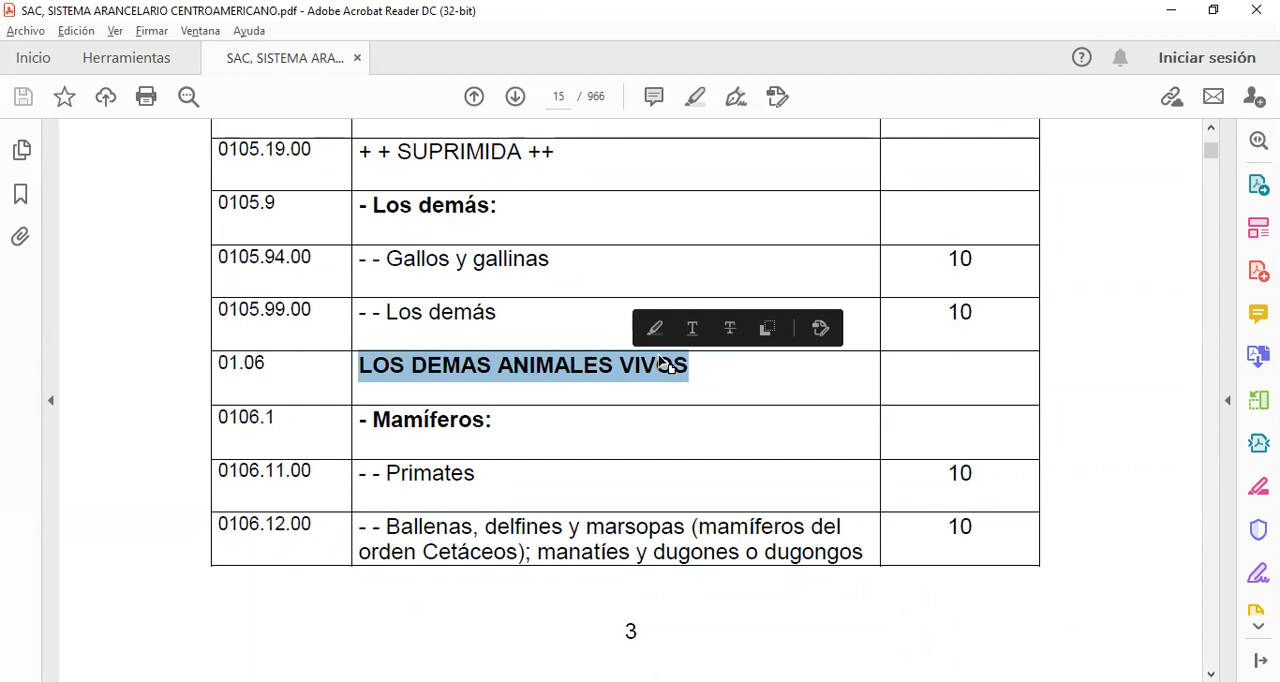 SAC, SISTEMA ARANCELARIO CENTROAMERICANO.pdf - Adobe Acrobat Reader DC (32-bit)
Archivo Edición Ver Firmar Ventana Ayuda
Inicio Herramientas SAC, SISTEMA ARA... × Iniciar sesión
15 / 966
0105.19.00 + + SUPRIMIDA ++
0105.9 - Los demás:
0105.94.00 - - Gallos y gallinas 10
0105.99.00 - - Los demás 10
01.06 LOS DEMAS ANIMALES VIVOS
0106.1 - Mamíferos:
0106.11.00 - - Primates 10
0106.12.00 - - Ballenas, delfines y marsopas (mamíferos del 10
orden Cetáceos); manatíes y dugones o dugongos
3